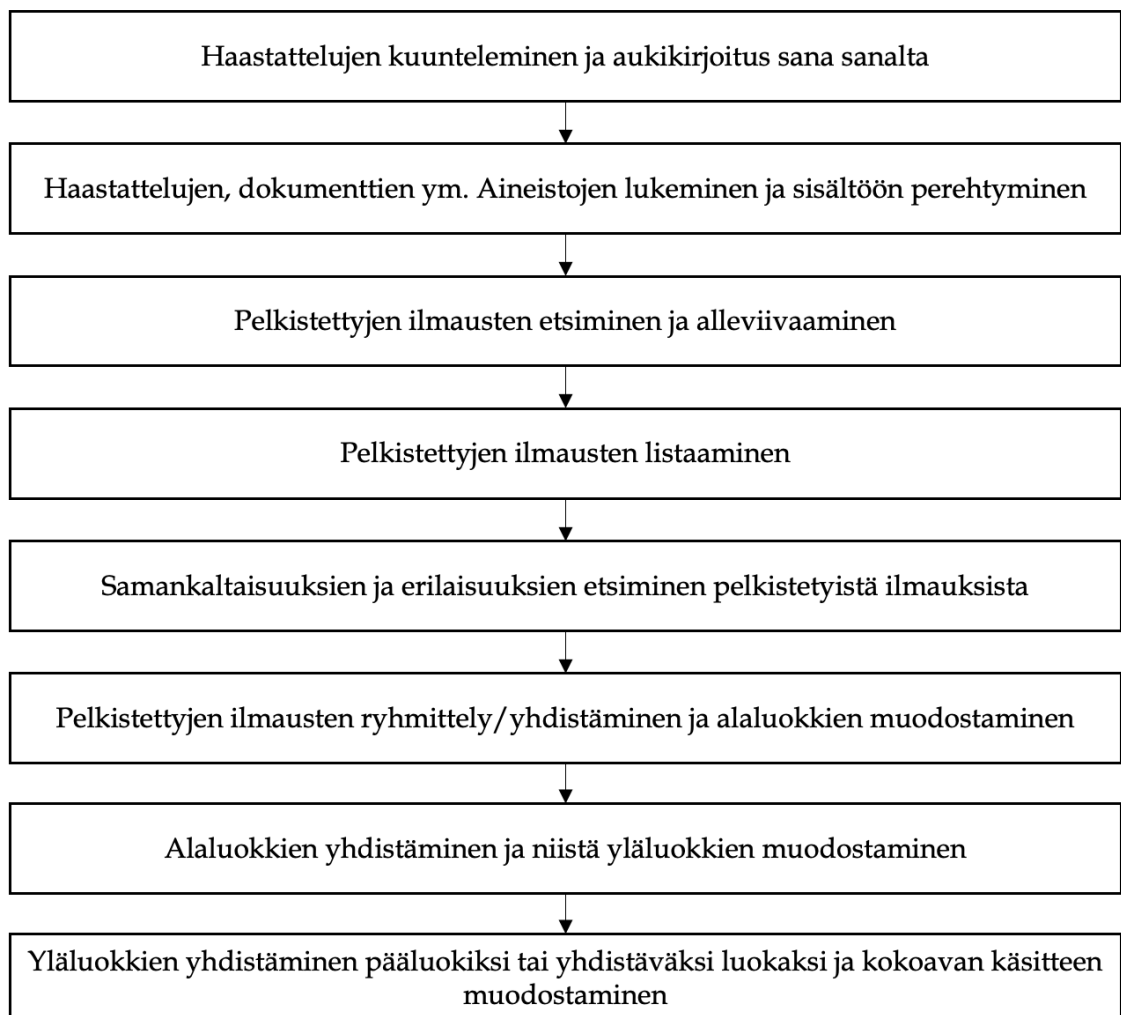 Haastattelujen kuunteleminen ja aukikirjoitus sana sanalta
Haastattelujen, dokumenttien ym. Aineistojen lukeminen ja sisältöön perehtyminen
Pelkistettyjen ilmausten etsiminen ja alleviivaaminen
Pelkistettyjen ilmausten listaaminen
Samankaltaisuuksien ja erilaisuuksien etsiminen pelkistetyistä ilmauksista
Pelkistettyjen ilmausten ryhmittely/yhdistäminen ja alaluokkien muodostaminen
Alaluokkien yhdistäminen ja niistä yläluokkien muodostaminen
Yläluokkien yhdistäminen pääluokiksi tai yhdistäväksi luokaksi ja kokoavan käsitteen
muodostaminen